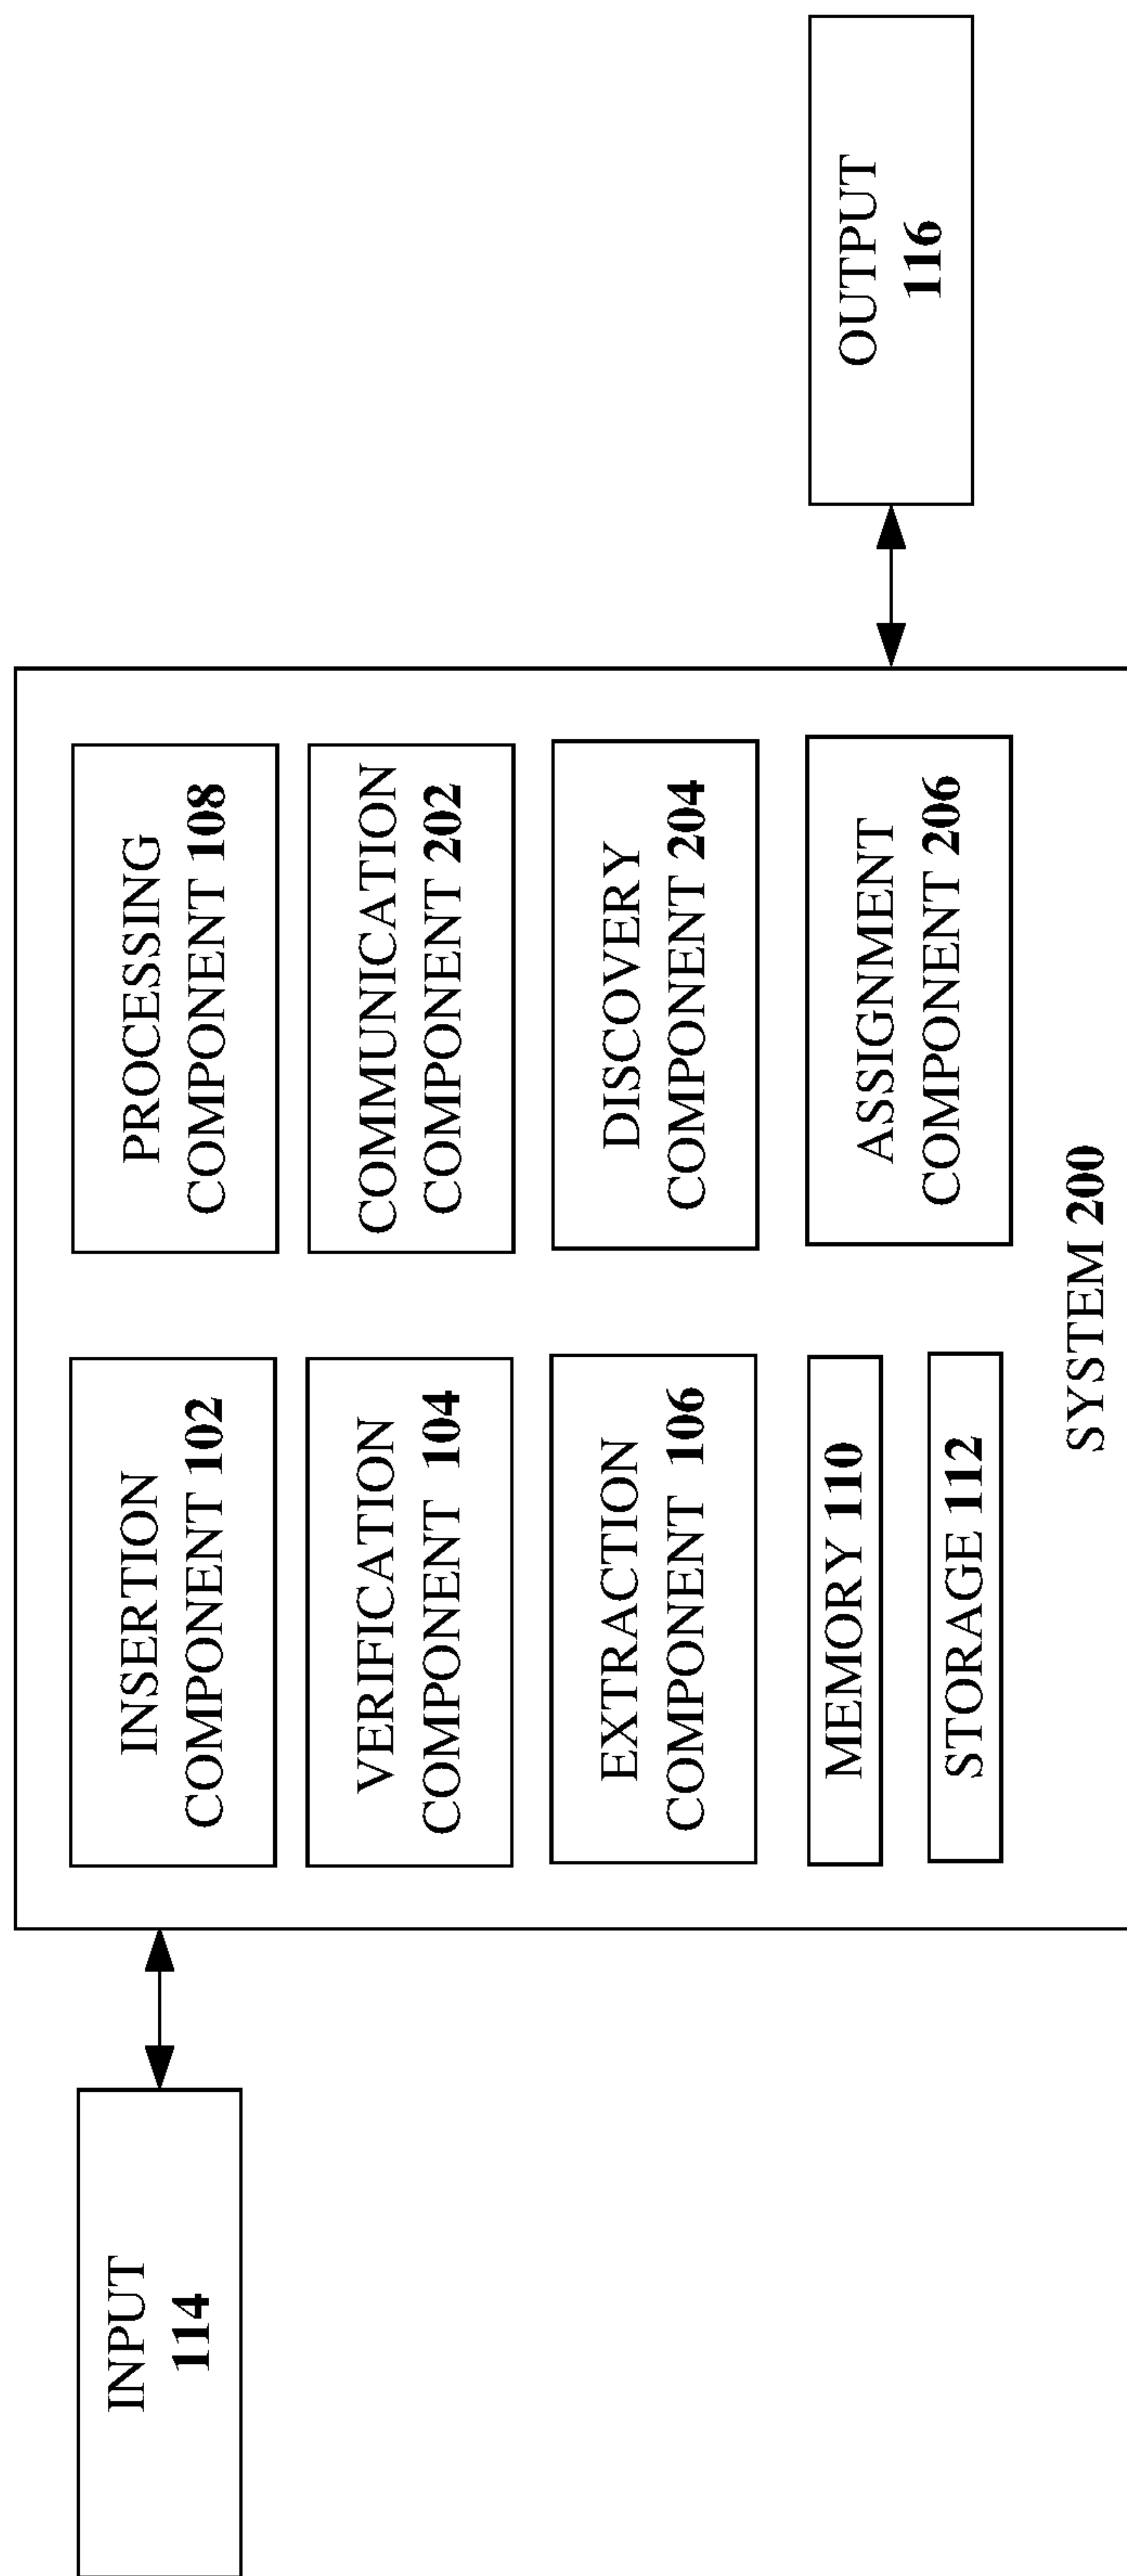 INPUT
114
INSERTION
COMPONENT 102
VERIFICATION
COMPONENT 104
EXTRACTION
COMPONENT 106
MEMORY 110
STORAGE 112
PROCESSING
COMPONENT 108
COMMUNICATION
COMPONENT 202
DISCOVERY
COMPONENT 204
ASSIGNMENT
COMPONENT 206
SYSTEM 200
OUTPUT
116